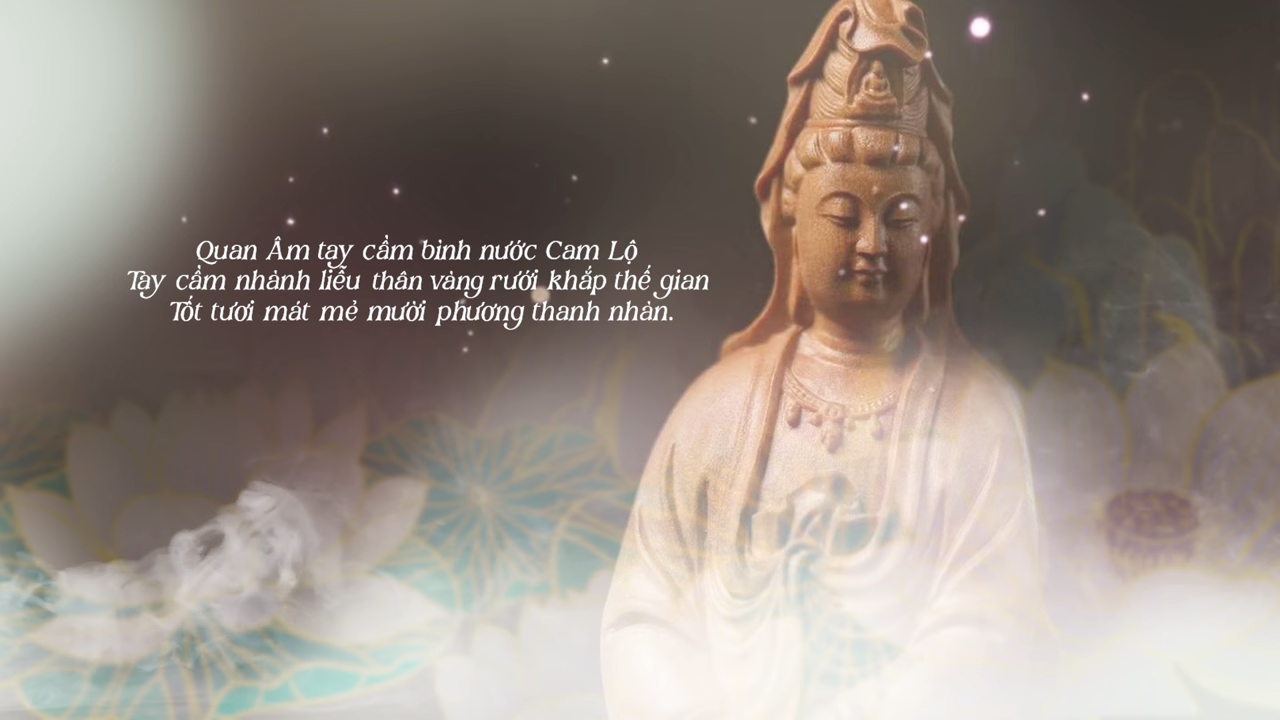 Quan Âm tay cầm bình nước Cam Lộ
Tay cầm nhành liễu thân vàng rưới khắp thế gian
Tốt tươi mát mẻ mười phương thanh nhàn.